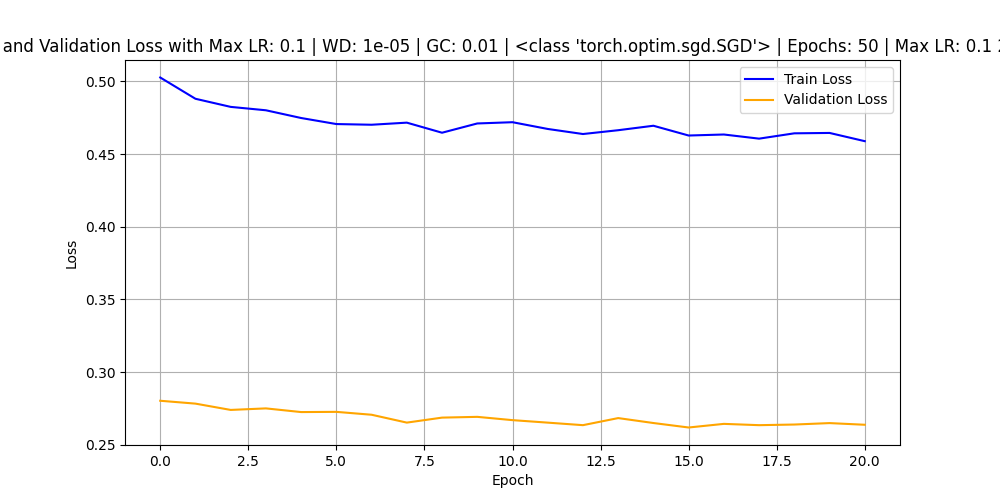 and Validation Loss with Max LR: 0.1 | WD: 1e-05 | GC: 0.01 | <class 'torch.optim.sgd.SGD'> | Epochs: 50 | Max LR: 0.1
Train Loss
Validation Loss
Loss
0.50
0.45
0.40
0.35
0.30
0.25
0.0 2.5 5.0 7.5 10.0 12.5 15.0 17.5 20.0
Epoch